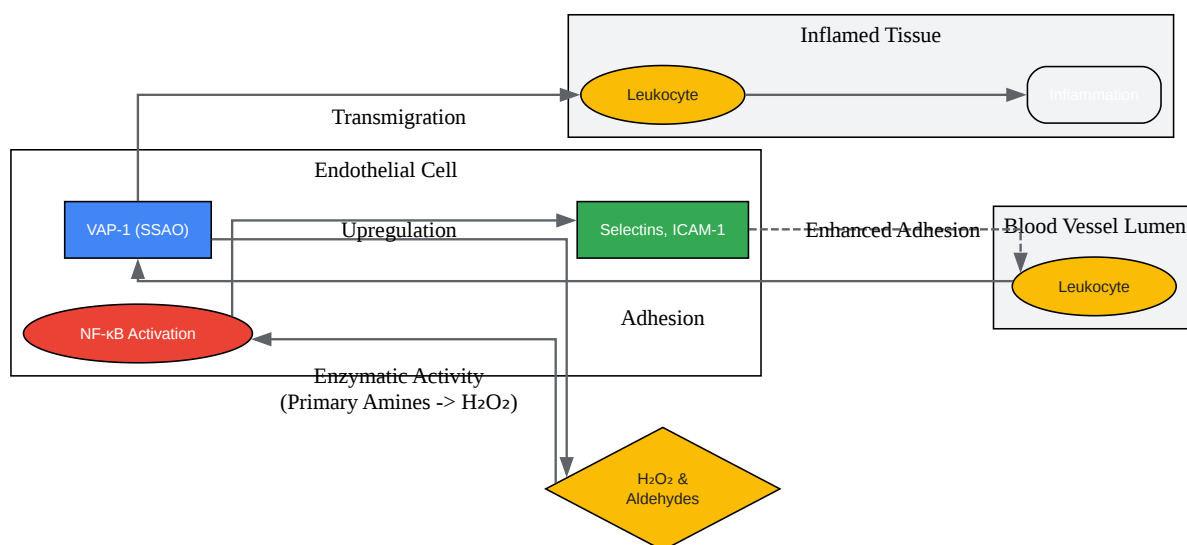 Inflamed Tissue
Leukocyte
Inflammation
Transmigration
Endothelial Cell
VAP-1 (SSAO)
Upregulation
Selectins, ICAM-1
Enhanced Adhesion
Blood Vessel Lumen
Leukocyte
NF-κB Activation
Adhesion
Enzymatic Activity
(Primary Amines -> H₂O₂)
H₂O₂ &
Aldehydes